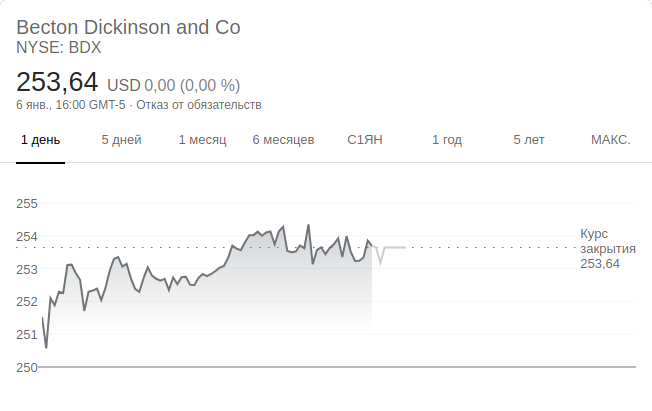 Becton Dickinson and Co
NYSE: BDX
253,64 USD 0,00 (0,00 %)
6 янв., 16:00 GMT-5 · Отказ от обязательств
1 день 5 дней 1 месяц 6 месяцев С1ЯН 1 год 5 лет МАКС.
255
254
253
252
251
250
Курс
закрытия
253,64